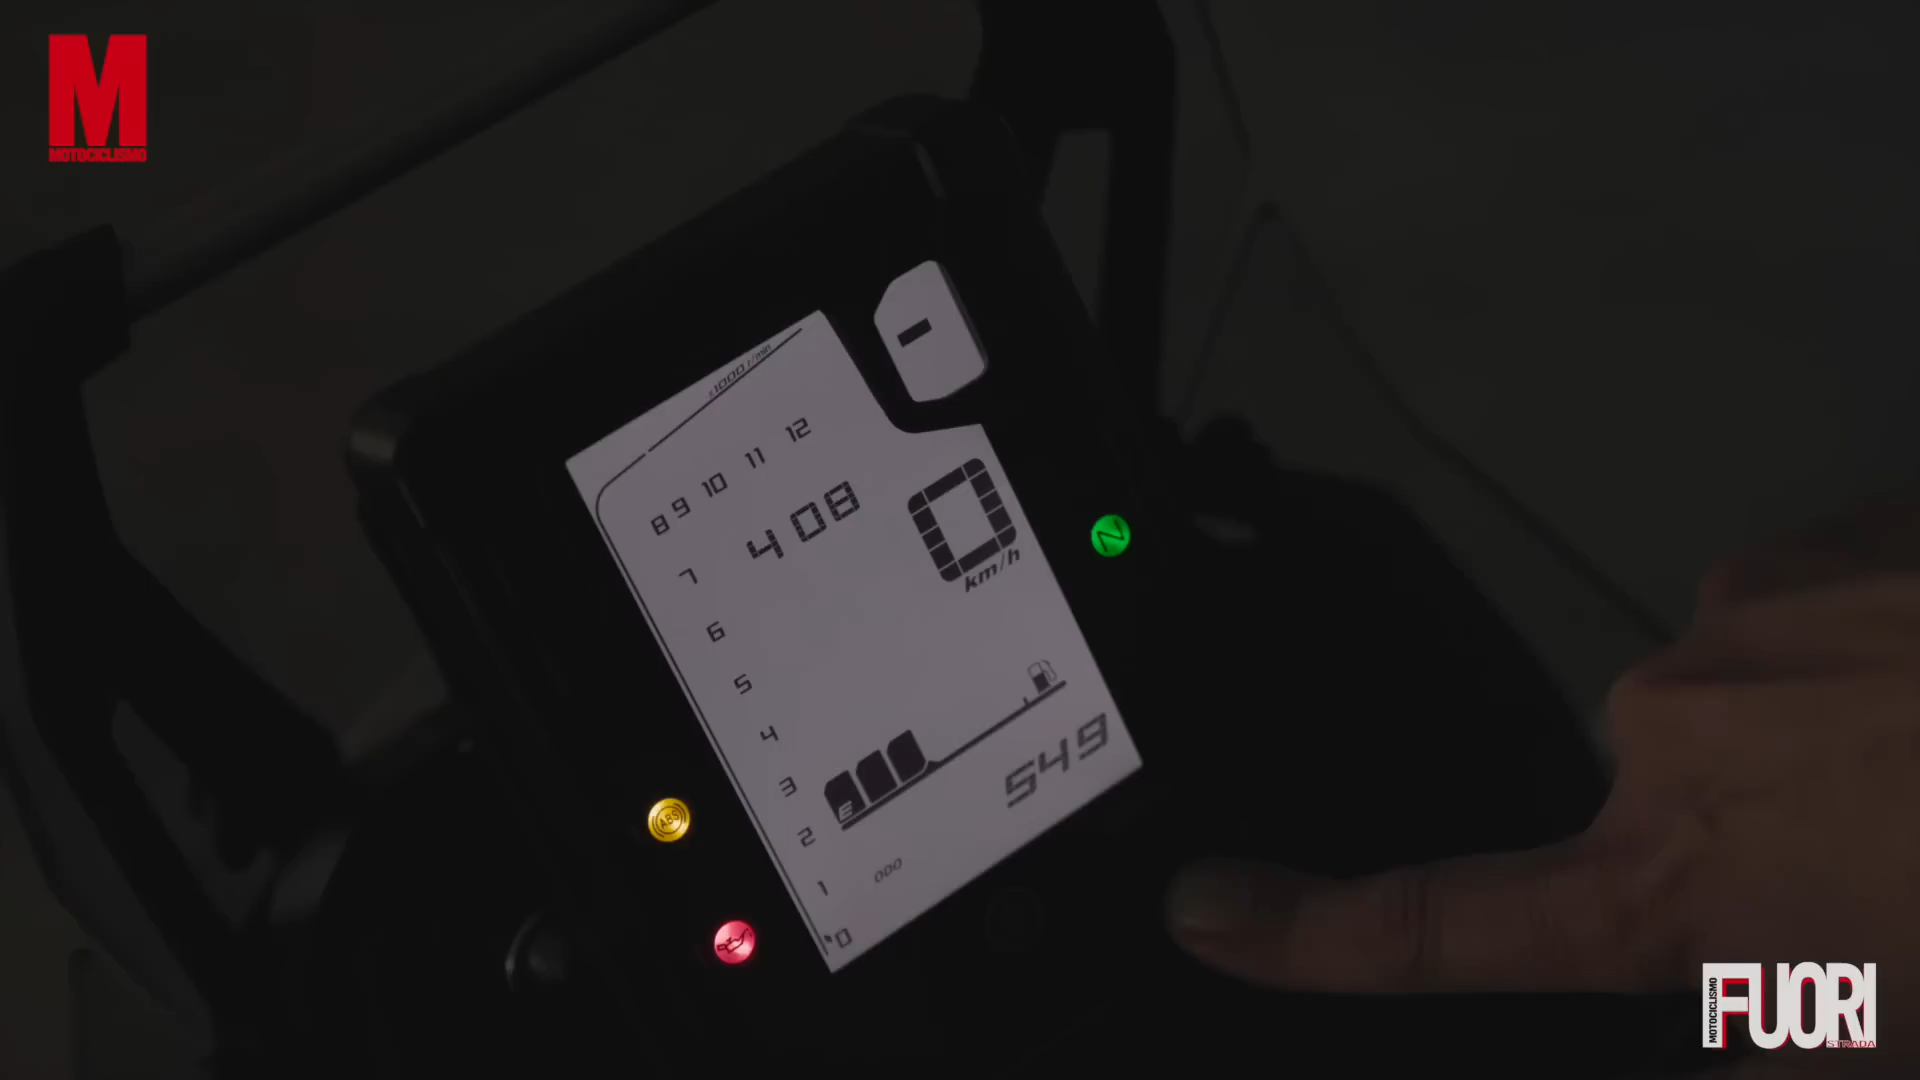 M
MOTOCICLISMO
x1000 r/min
8 9 10 11 12
408
0
km/h
N
7
6
5
4
3
2
1
0
E
549
ABS
ODO
MOTOCICLISMO
FUORI
STRADA